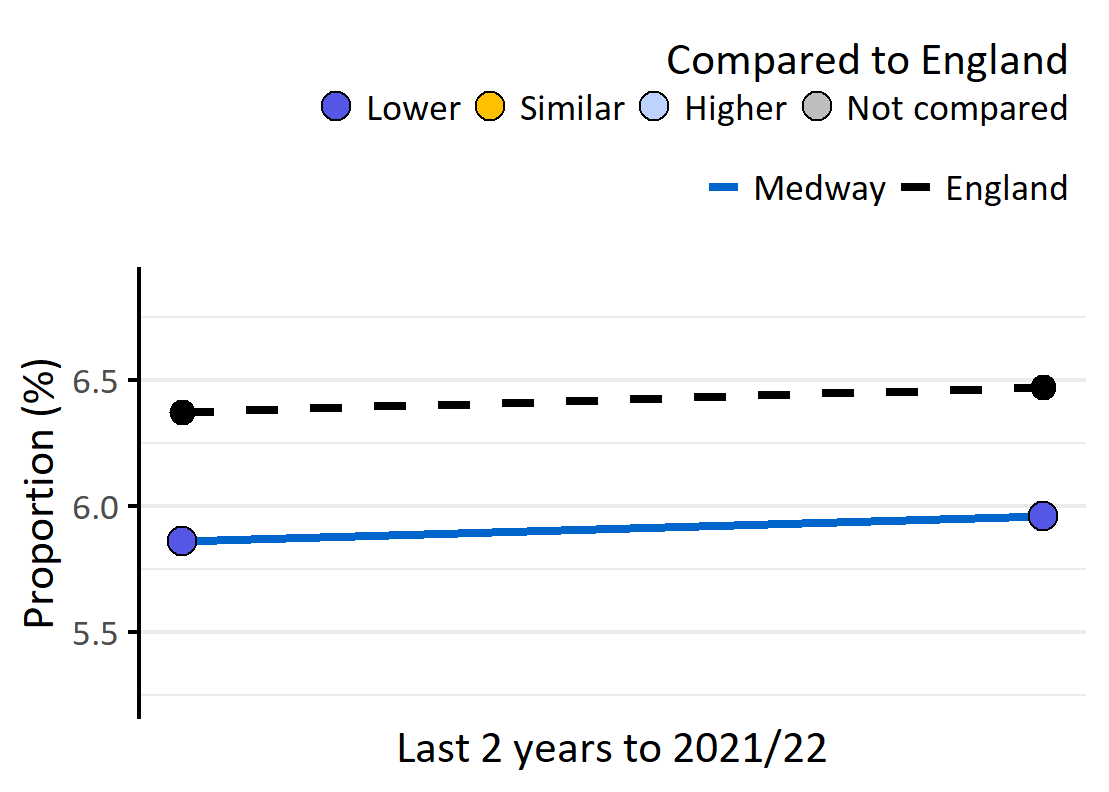 Compared to England
Lower Similar Higher Not compared
Medway England
Proportion (%)
6.5
6.0
5.5
Last 2 years to 2021/22